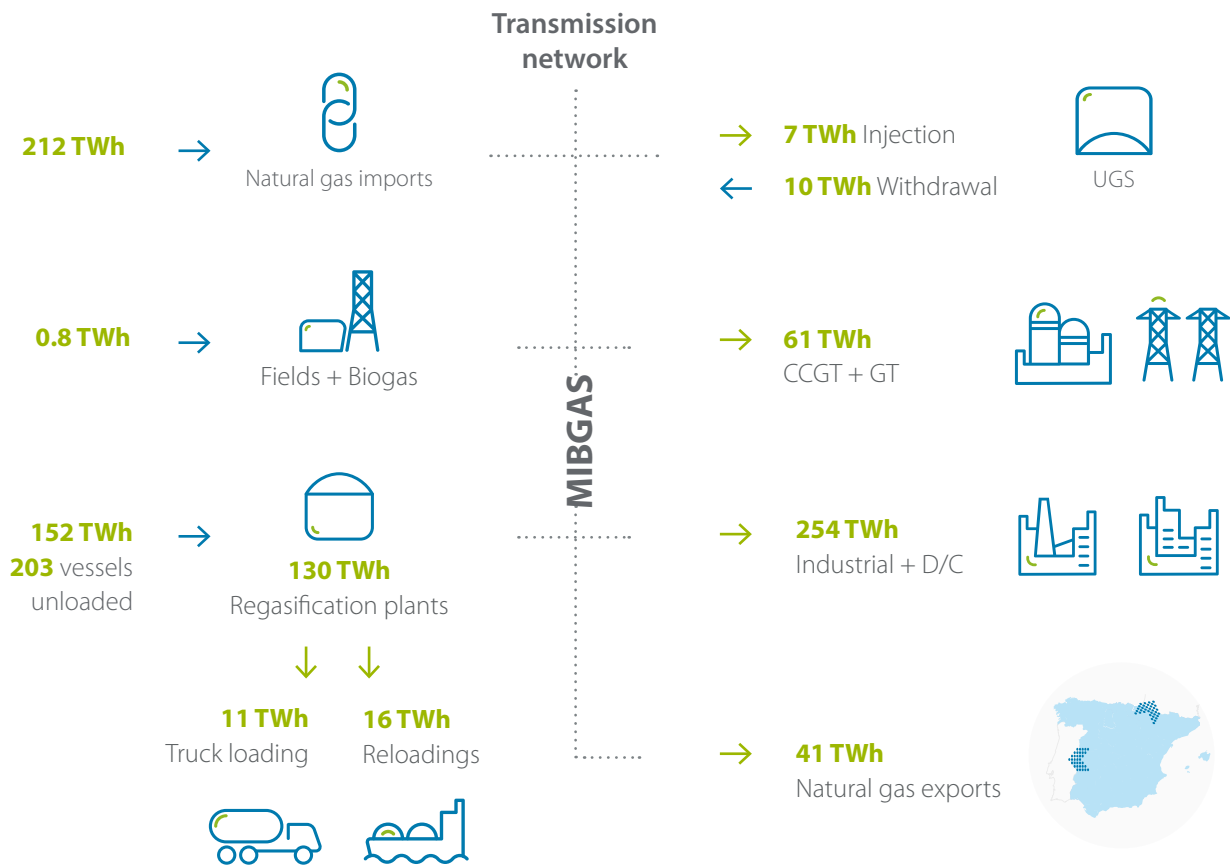 Transmission
network
212 TWh
Natural gas imports
7 TWh Injection
10 TWh Withdrawal
UGS
0.8 TWh
Fields + Biogas
61 TWh
CCGT + GT
MIBGAS
152 TWh
203 vessels
unloaded
130 TWh
Regasification plants
254 TWh
Industrial + D/C
11 TWh
Truck loading
16 TWh
Reloadings
41 TWh
Natural gas exports